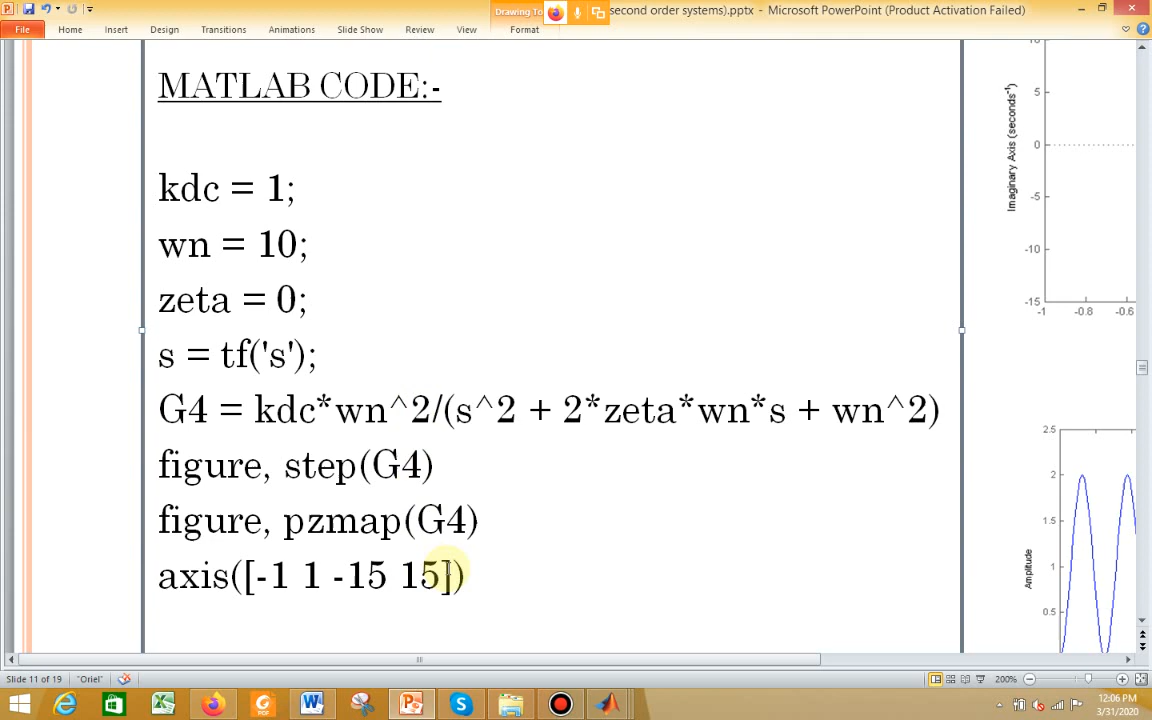 Drawing To second order systems).pptx - Microsoft PowerPoint (Product Activation Failed)
File Home Insert Design Transitions Animations Slide Show Review View Format
MATLAB CODE:-
kdc = 1;
wn = 10;
zeta = 0;
s = tf('s');
G4 = kdc*wn^2/(s^2 + 2*zeta*wn*s + wn^2)
figure, step(G4)
figure, pzmap(G4)
axis([-1 1 -15 15])
10
5
0
-5
-10
-15
-1 -0.8 -0.6
Imaginary Axis (seconds⁻¹)
2.5
2
1.5
1
0.5
Amplitude
Slide 11 of 19 "Oriel" 200%
12:06 PM
3/31/2020